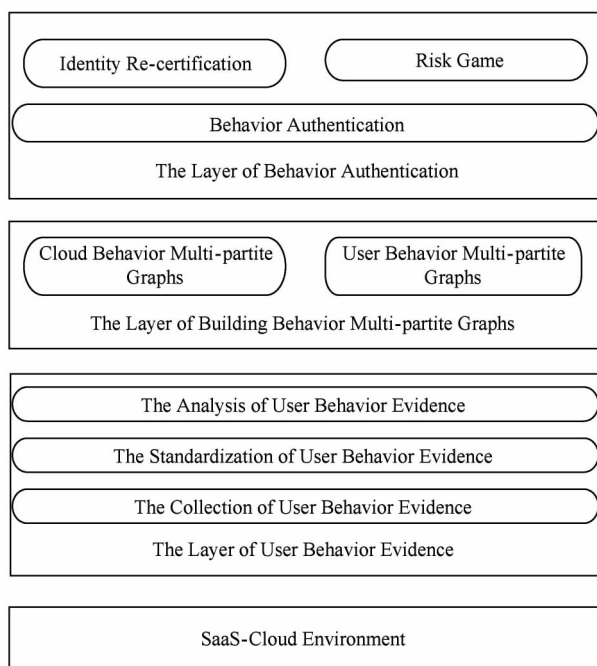 Identity Re-certification
Risk Game
Behavior Authentication
The Layer of Behavior Authentication
Cloud Behavior Multi-partite
Graphs
User Behavior Multi-partite
Graphs
The Layer of Building Behavior Multi-partite Graphs
The Analysis of User Behavior Evidence
The Standardization of User Behavior Evidence
The Collection of User Behavior Evidence
The Layer of User Behavior Evidence
SaaS-Cloud Environment